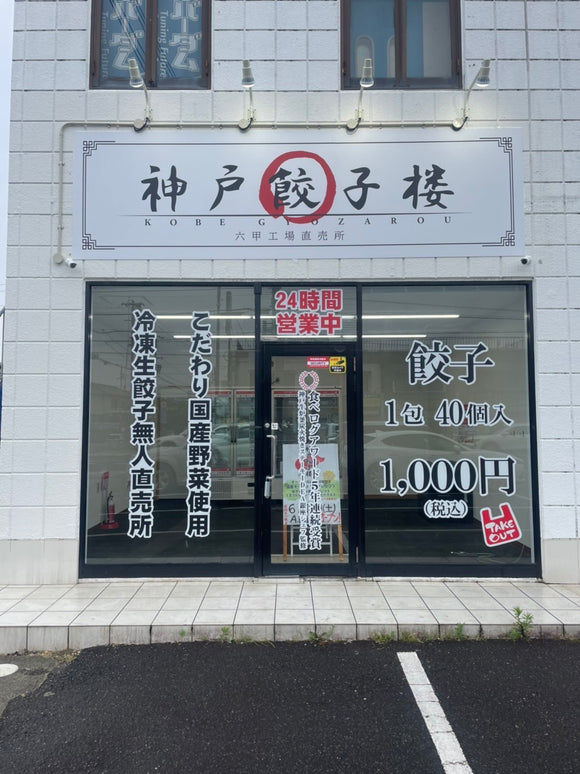 神戸餃子楼
KOBE GYOZAROU
六甲工場直売所
24時間
営業中
こだわり国産野菜使用
冷凍生餃子無人直売所
食べログアワード5年連続受賞
餃子
1包 40個入
1,000円
(税込)
TAKE
OUT
Tuning Future